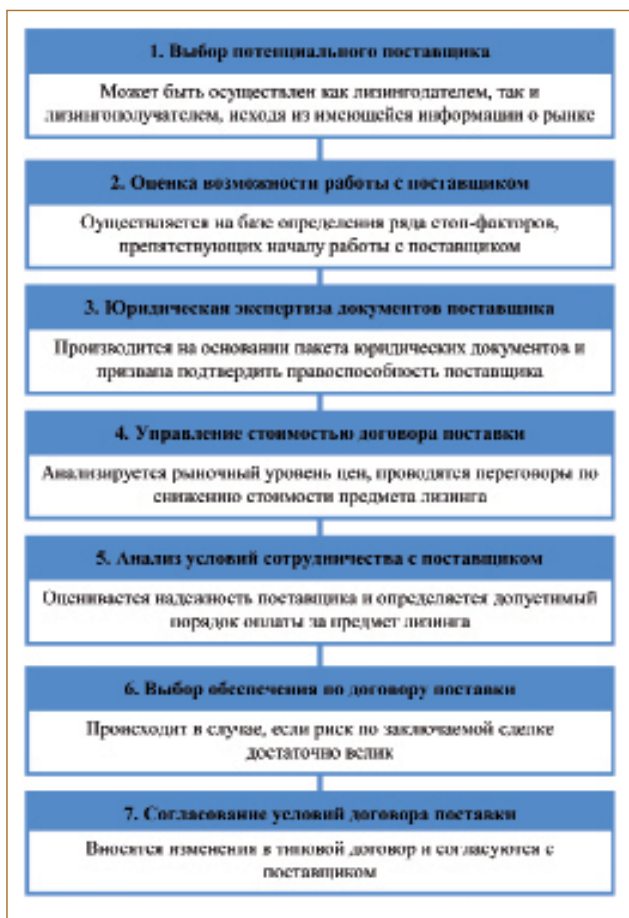 1. Выбор потенциального поставщика
Может быть осуществлен как лизингодателем, так и
лизингополучателем, исходя из имеющейся информации о рынке
2. Оценка возможности работы с поставщиком
Осуществляется на базе определения ряда стоп-факторов,
препятствующих началу работы с поставщиком
3. Юридическая экспертиза документов поставщика
Производится на основании пакета юридических документов и
призвана подтвердить правоспособность поставщика
4. Управление стоимостью договора поставки
Анализируется рыночный уровень цен, проводятся переговоры по
снижению стоимости предмета лизинга
5. Анализ условий сотрудничества с поставщиком
Оценивается надежность поставщика и определяется допустимый
порядок оплаты за предмет лизинга
6. Выбор обеспечения по договору поставки
Происходит в случае, если риск по заключаемой сделке
достаточно велик
7. Согласование условий договора поставки
Вносятся изменения в типовой договор и согласуются с
поставщиком